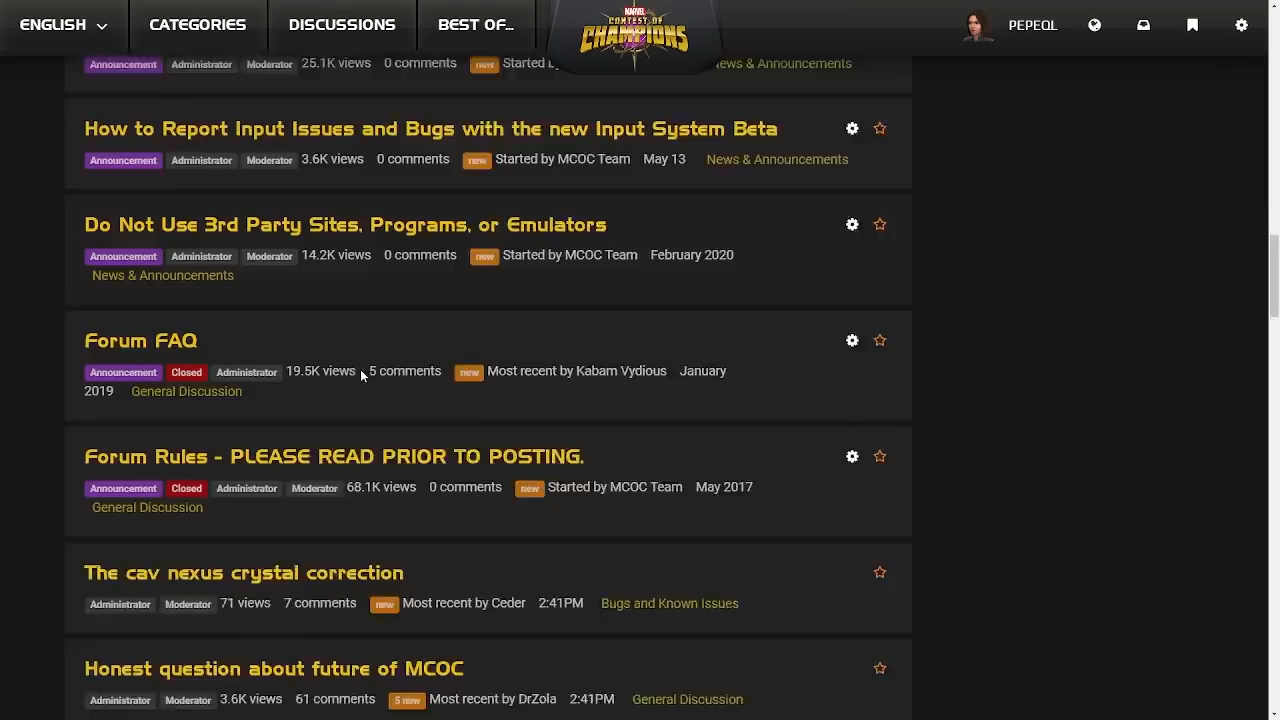 ENGLISH CATEGORIES DISCUSSIONS BEST OF... MARVEL CONTEST OF CHAMPIONS PEPEQL
Announcement Administrator Moderator 25.1K views 0 comments new Started News & Announcements
How to Report Input Issues and Bugs with the new Input System Beta
Announcement Administrator Moderator 3.6K views 0 comments new Started by MCOC Team May 13 News & Announcements
Do Not Use 3rd Party Sites, Programs, or Emulators
Announcement Administrator Moderator 14.2K views 0 comments new Started by MCOC Team February 2020
News & Announcements
Forum FAQ
Announcement Closed Administrator 19.5K views 5 comments new Most recent by Kabam Vydious January
2019 General Discussion
Forum Rules - PLEASE READ PRIOR TO POSTING.
Announcement Closed Administrator Moderator 68.1K views 0 comments new Started by MCOC Team May 2017
General Discussion
The cav nexus crystal correction
Administrator Moderator 71 views 7 comments new Most recent by Ceder 2:41PM Bugs and Known Issues
Honest question about future of MCOC
Administrator Moderator 3.6K views 61 comments 5 new Most recent by DrZola 2:41PM General Discussion